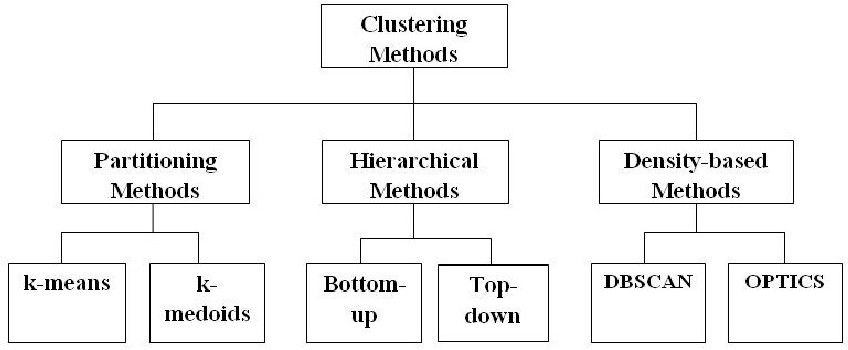 Clustering
Methods
Partitioning
Methods
Hierarchical
Methods
Density-based
Methods
k-means
k-
medoids
Bottom-
up
Top-
down
DBSCAN
OPTICS